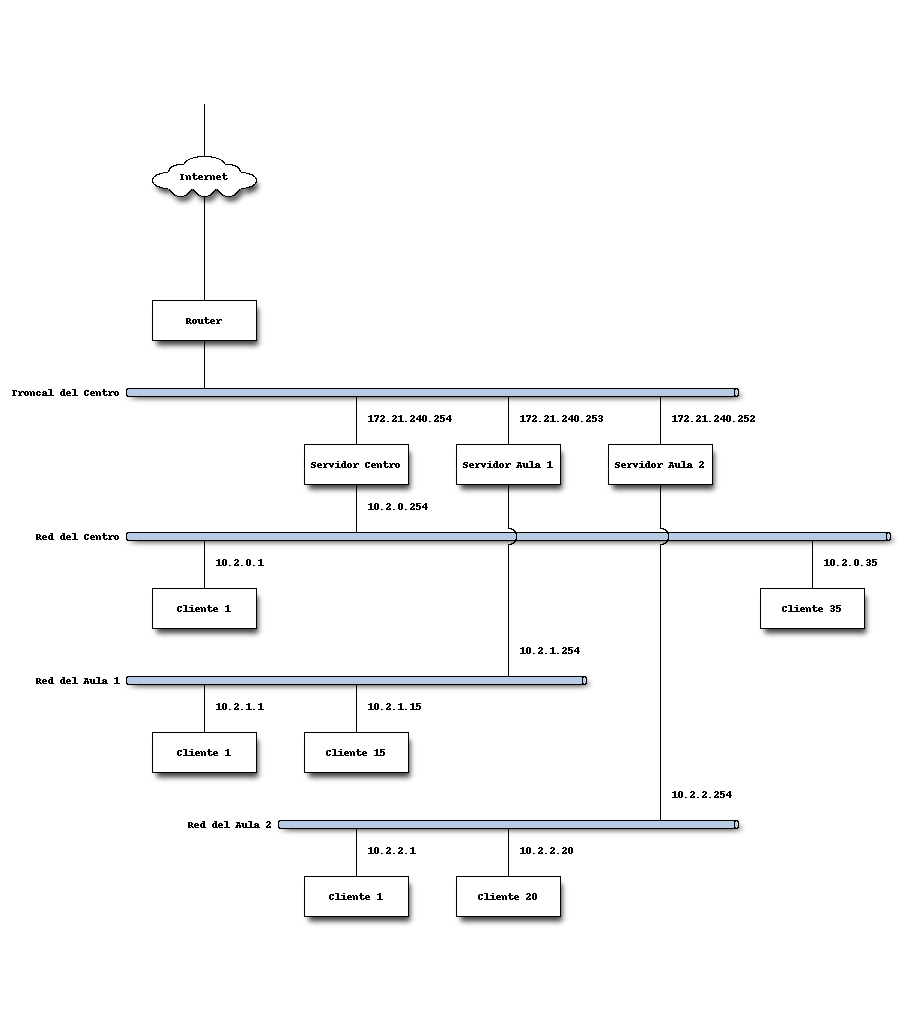 Internet
Router
Troncal del Centro
172.21.240.254 172.21.240.253 172.21.240.252
Servidor Centro Servidor Aula 1 Servidor Aula 2
10.2.0.254
Red del Centro
10.2.0.1 10.2.0.35
Cliente 1 Cliente 35
10.2.1.254
Red del Aula 1
10.2.1.1 10.2.1.15
Cliente 1 Cliente 15
10.2.2.254
Red del Aula 2
10.2.2.1 10.2.2.20
Cliente 1 Cliente 20